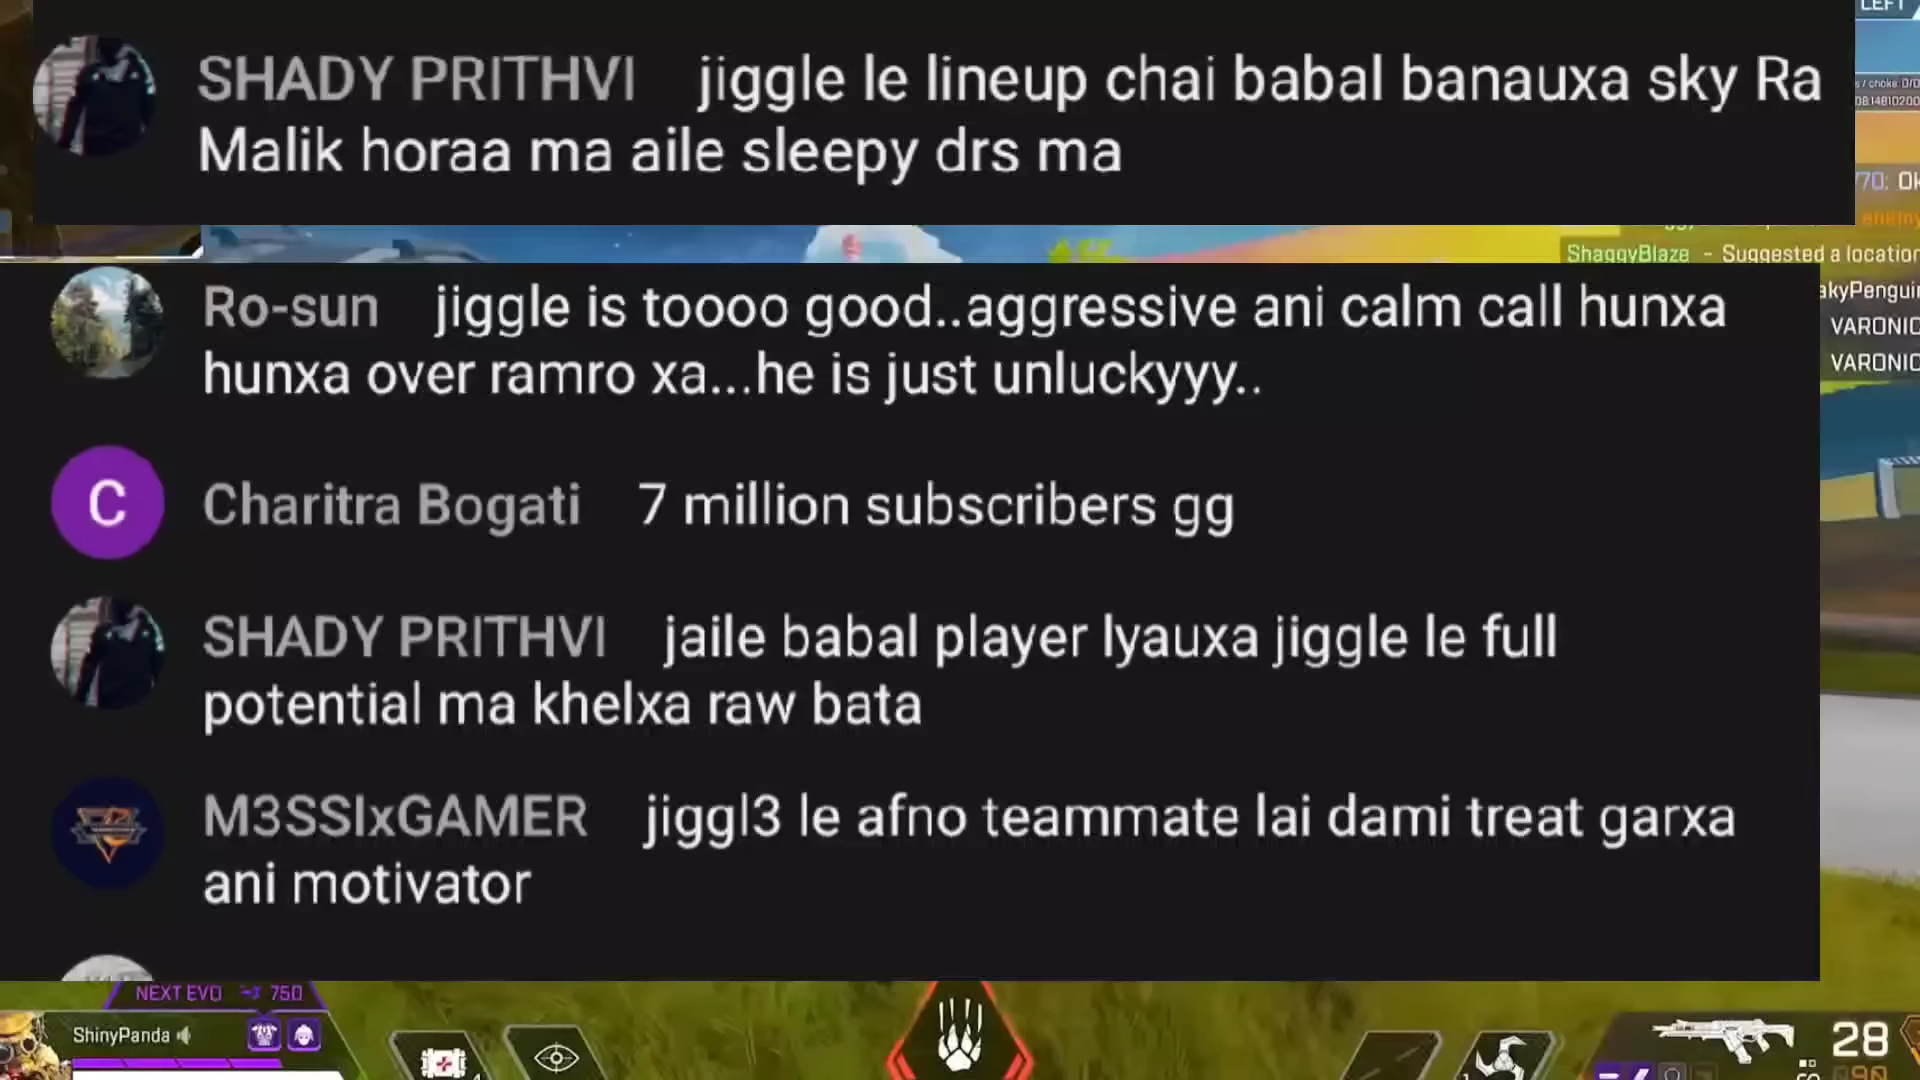 LEFT
SHADY PRITHVI jiggle le lineup chai babal banauxa sky Ra
Malik horaa ma aile sleepy drs ma
ShaggyBlaze - Suggested a location
Ro-sun jiggle is toooo good..aggressive ani calm call hunxa
hunxa over ramro xa...he is just unluckyyy..
VARONIC
VARONIC
Charitra Bogati 7 million subscribers gg
SHADY PRITHVI jaile babal player lyauxa jiggle le full
potential ma khelxa raw bata
M3SSIxGAMER jiggl3 le afno teammate lai dami treat garxa
ani motivator
NEXT EVO 750
ShinyPanda
28